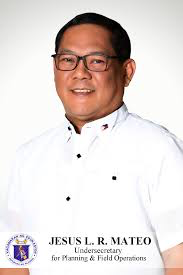 JESUS L. R. MATEO
Undersecretary
for Planning & Field Operations